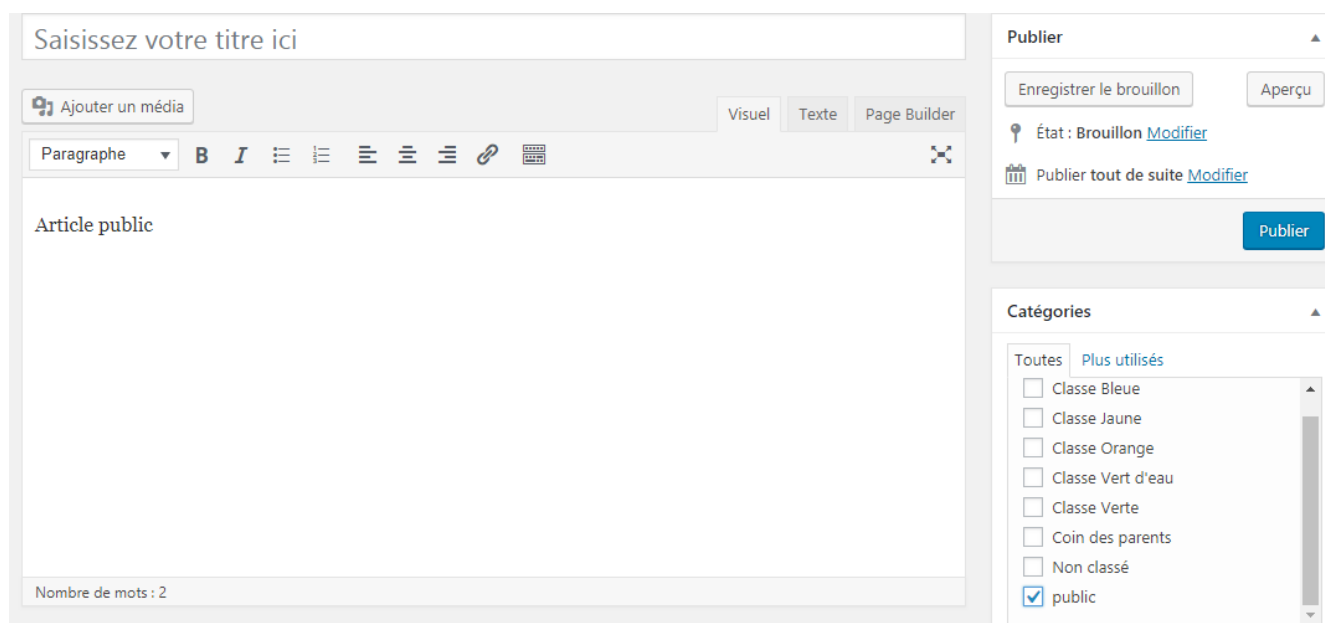 Saisissez votre titre ici
Ajouter un média
Visuel Texte Page Builder
Paragraphe B I
Article public
Nombre de mots : 2
Publier
Enregistrer le brouillon Aperçu
État : Brouillon Modifier
Publier tout de suite Modifier
Publier
Catégories
Toutes Plus utilisés
Classe Bleue
Classe Jaune
Classe Orange
Classe Vert d'eau
Classe Verte
Coin des parents
Non classé
public